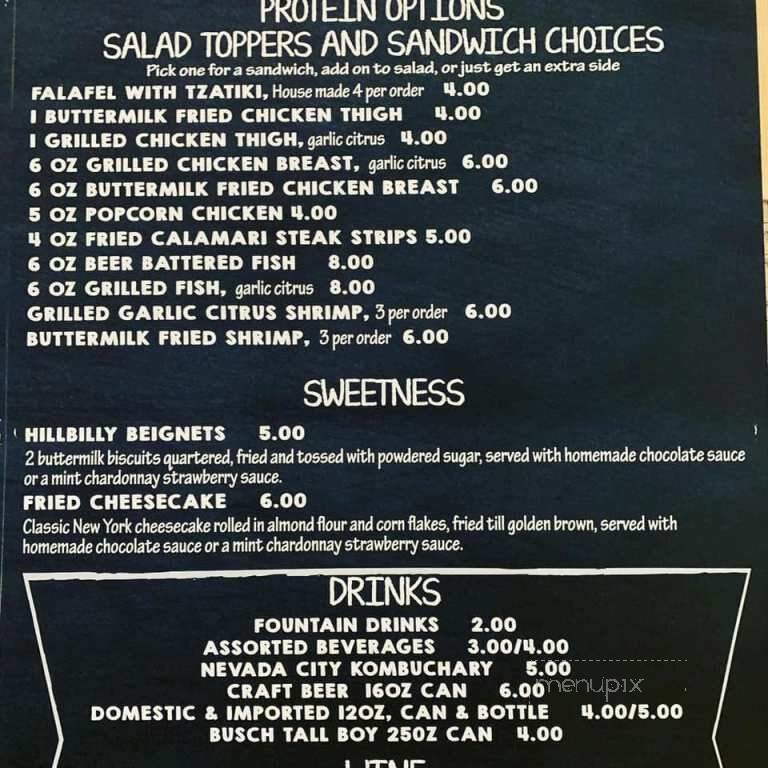 PROTEIN OPTIONS
SALAD TOPPERS AND SANDWICH CHOICES
Pick one for a sandwich, add on to salad, or just get an extra side
FALAFEL WITH TZATIKI, House made 4 per order 4.00
1 BUTTERMILK FRIED CHICKEN THIGH 4.00
1 GRILLED CHICKEN THIGH, garlic citrus 4.00
6 OZ GRILLED CHICKEN BREAST, garlic citrus 6.00
6 OZ BUTTERMILK FRIED CHICKEN BREAST 6.00
5 OZ POPCORN CHICKEN 4.00
4 OZ FRIED CALAMARI STEAK STRIPS 5.00
6 OZ BEER BATTERED FISH 8.00
6 OZ GRILLED FISH, garlic citrus 8.00
GRILLED GARLIC CITRUS SHRIMP, 3 per order 6.00
BUTTERMILK FRIED SHRIMP, 3 per order 6.00
SWEETNESS
HILLBILLY BEIGNETS 5.00
2 buttermilk biscuits quartered, fried and tossed with powdered sugar, served with homemade chocolate sauce
or a mint chardonnay strawberry sauce.
FRIED CHEESECAKE 6.00
Classic New York cheesecake rolled in almond flour and corn flakes, fried till golden brown, served with
homemade chocolate sauce or a mint chardonnay strawberry sauce.
DRINKS
FOUNTAIN DRINKS 2.00
ASSORTED BEVERAGES 3.00/4.00
NEVADA CITY KOMBUCHARY 5.00
CRAFT BEER 16OZ CAN 6.00
menupix
DOMESTIC & IMPORTED 12OZ, CAN & BOTTLE 4.00/5.00
BUSCH TALL BOY 25OZ CAN 4.00
WINE